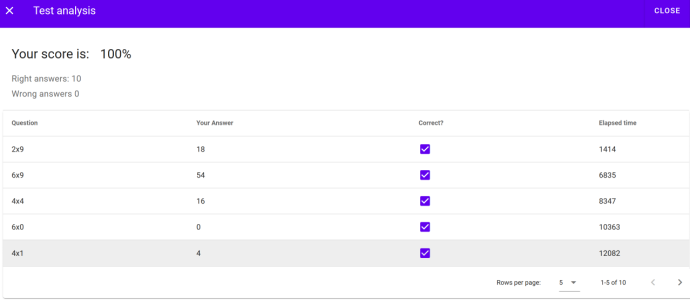 Test analysis CLOSE
Your score is: 100%
Right answers: 10
Wrong answers 0
Question Your Answer Correct? Elapsed time
2x9 18 1414
6x9 54 6835
4x4 16 8347
6x0 0 10363
4x1 4 12082
Rows per page: 5 1-5 of 10